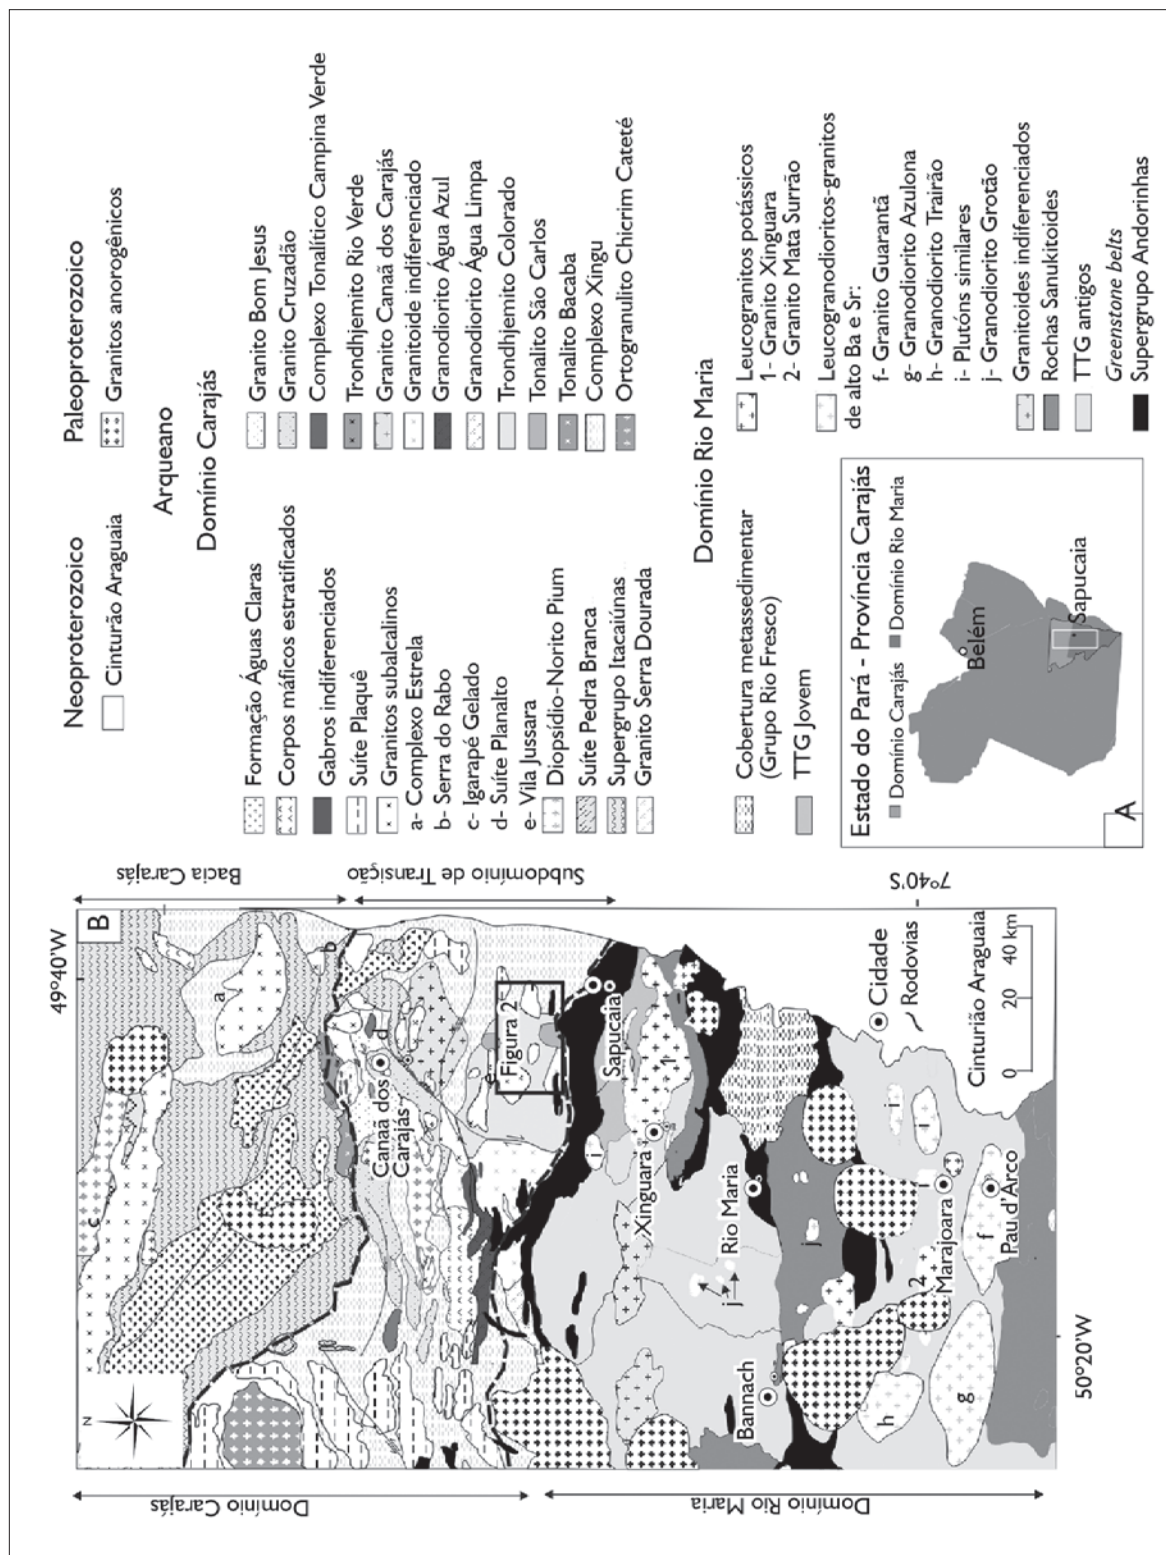 Neoproterozoico
Cinturão Araguaia
Paleoproterozoico
Granitos anorogênicos
Arqueano
Domínio Carajás
Formação Águas Claras
Corpos máficos estratificados
Gabros indiferenciados
Suíte Plaquê
Granitos subalcalinos
a- Complexo Estrela
b- Serra do Rabo
c- Igarapé Gelado
d- Suíte Planalto
e- Vila Jussara
Diopsídio-Norito Pium
Suíte Pedra Branca
Supergrupo Itacaiúnas
Granito Serra Dourada
Granito Bom Jesus
Granito Cruzadão
Complexo Tonalítico Campina Verde
Trondhjemito Rio Verde
Granito Canaã dos Carajás
Granitoide indiferenciado
Granodiorito Água Azul
Granodiorito Água Limpa
Trondhjemito Colorado
Tonalito São Carlos
Tonalito Bacaba
Complexo Xingu
Ortogranulito Chicrim Cateté
Domínio Rio Maria
Cobertura metassedimentar
(Grupo Rio Fresco)
TTG Jovem
Leucogranitos potássicos
1- Granito Xinguara
2- Granito Mata Surrão
Leucogranodioritos-granitos
de alto Ba e Sr:
f- Granito Guarantã
g- Granodiorito Azulona
h- Granodiorito Trairão
i- Plutóns similares
j- Granodiorito Grotão
Granitoides indiferenciados
Rochas Sanukitoides
TTG antigos
Greenstone belts
Supergrupo Andorinhas
Estado do Pará - Província Carajás
Domínio Carajás
Domínio Rio Maria
Belém
Sapucaia
A
49°40'W
B
N
Bacia Carajás
Subdomínio de Transição
7°40'S
Domínio Carajás
Domínio Rio Maria
50°20'W
c
a
b
d
Canaã dos
Carajás
e
Figura 2
Sapucaia
i
1
Xinguara
Rio Maria
j
j
Bannach
i
i
i
2
Marajoara
h
g
f
Pau d'Arco
Cidade
Rodovias
Cinturião Araguaia
0 20 40 km